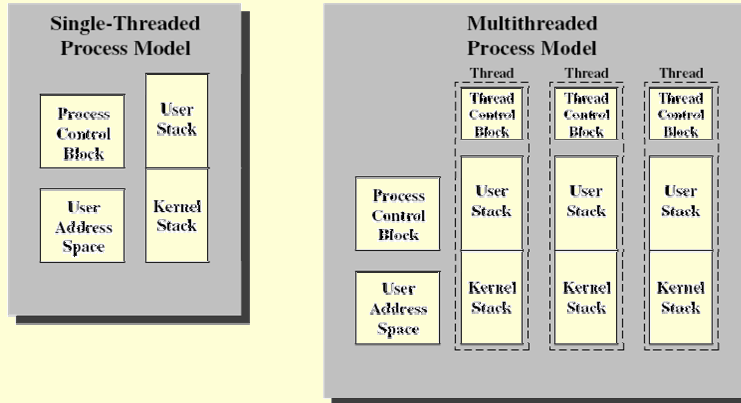 Single-Threaded
Process Model
Process
Control
Block
User
Stack
User
Address
Space
Kernel
Stack
Multithreaded
Process Model
Thread
Thread
Thread
Thread
Control
Block
Thread
Control
Block
Thread
Control
Block
Process
Control
Block
User
Stack
User
Stack
User
Stack
User
Address
Space
Kernel
Stack
Kernel
Stack
Kernel
Stack